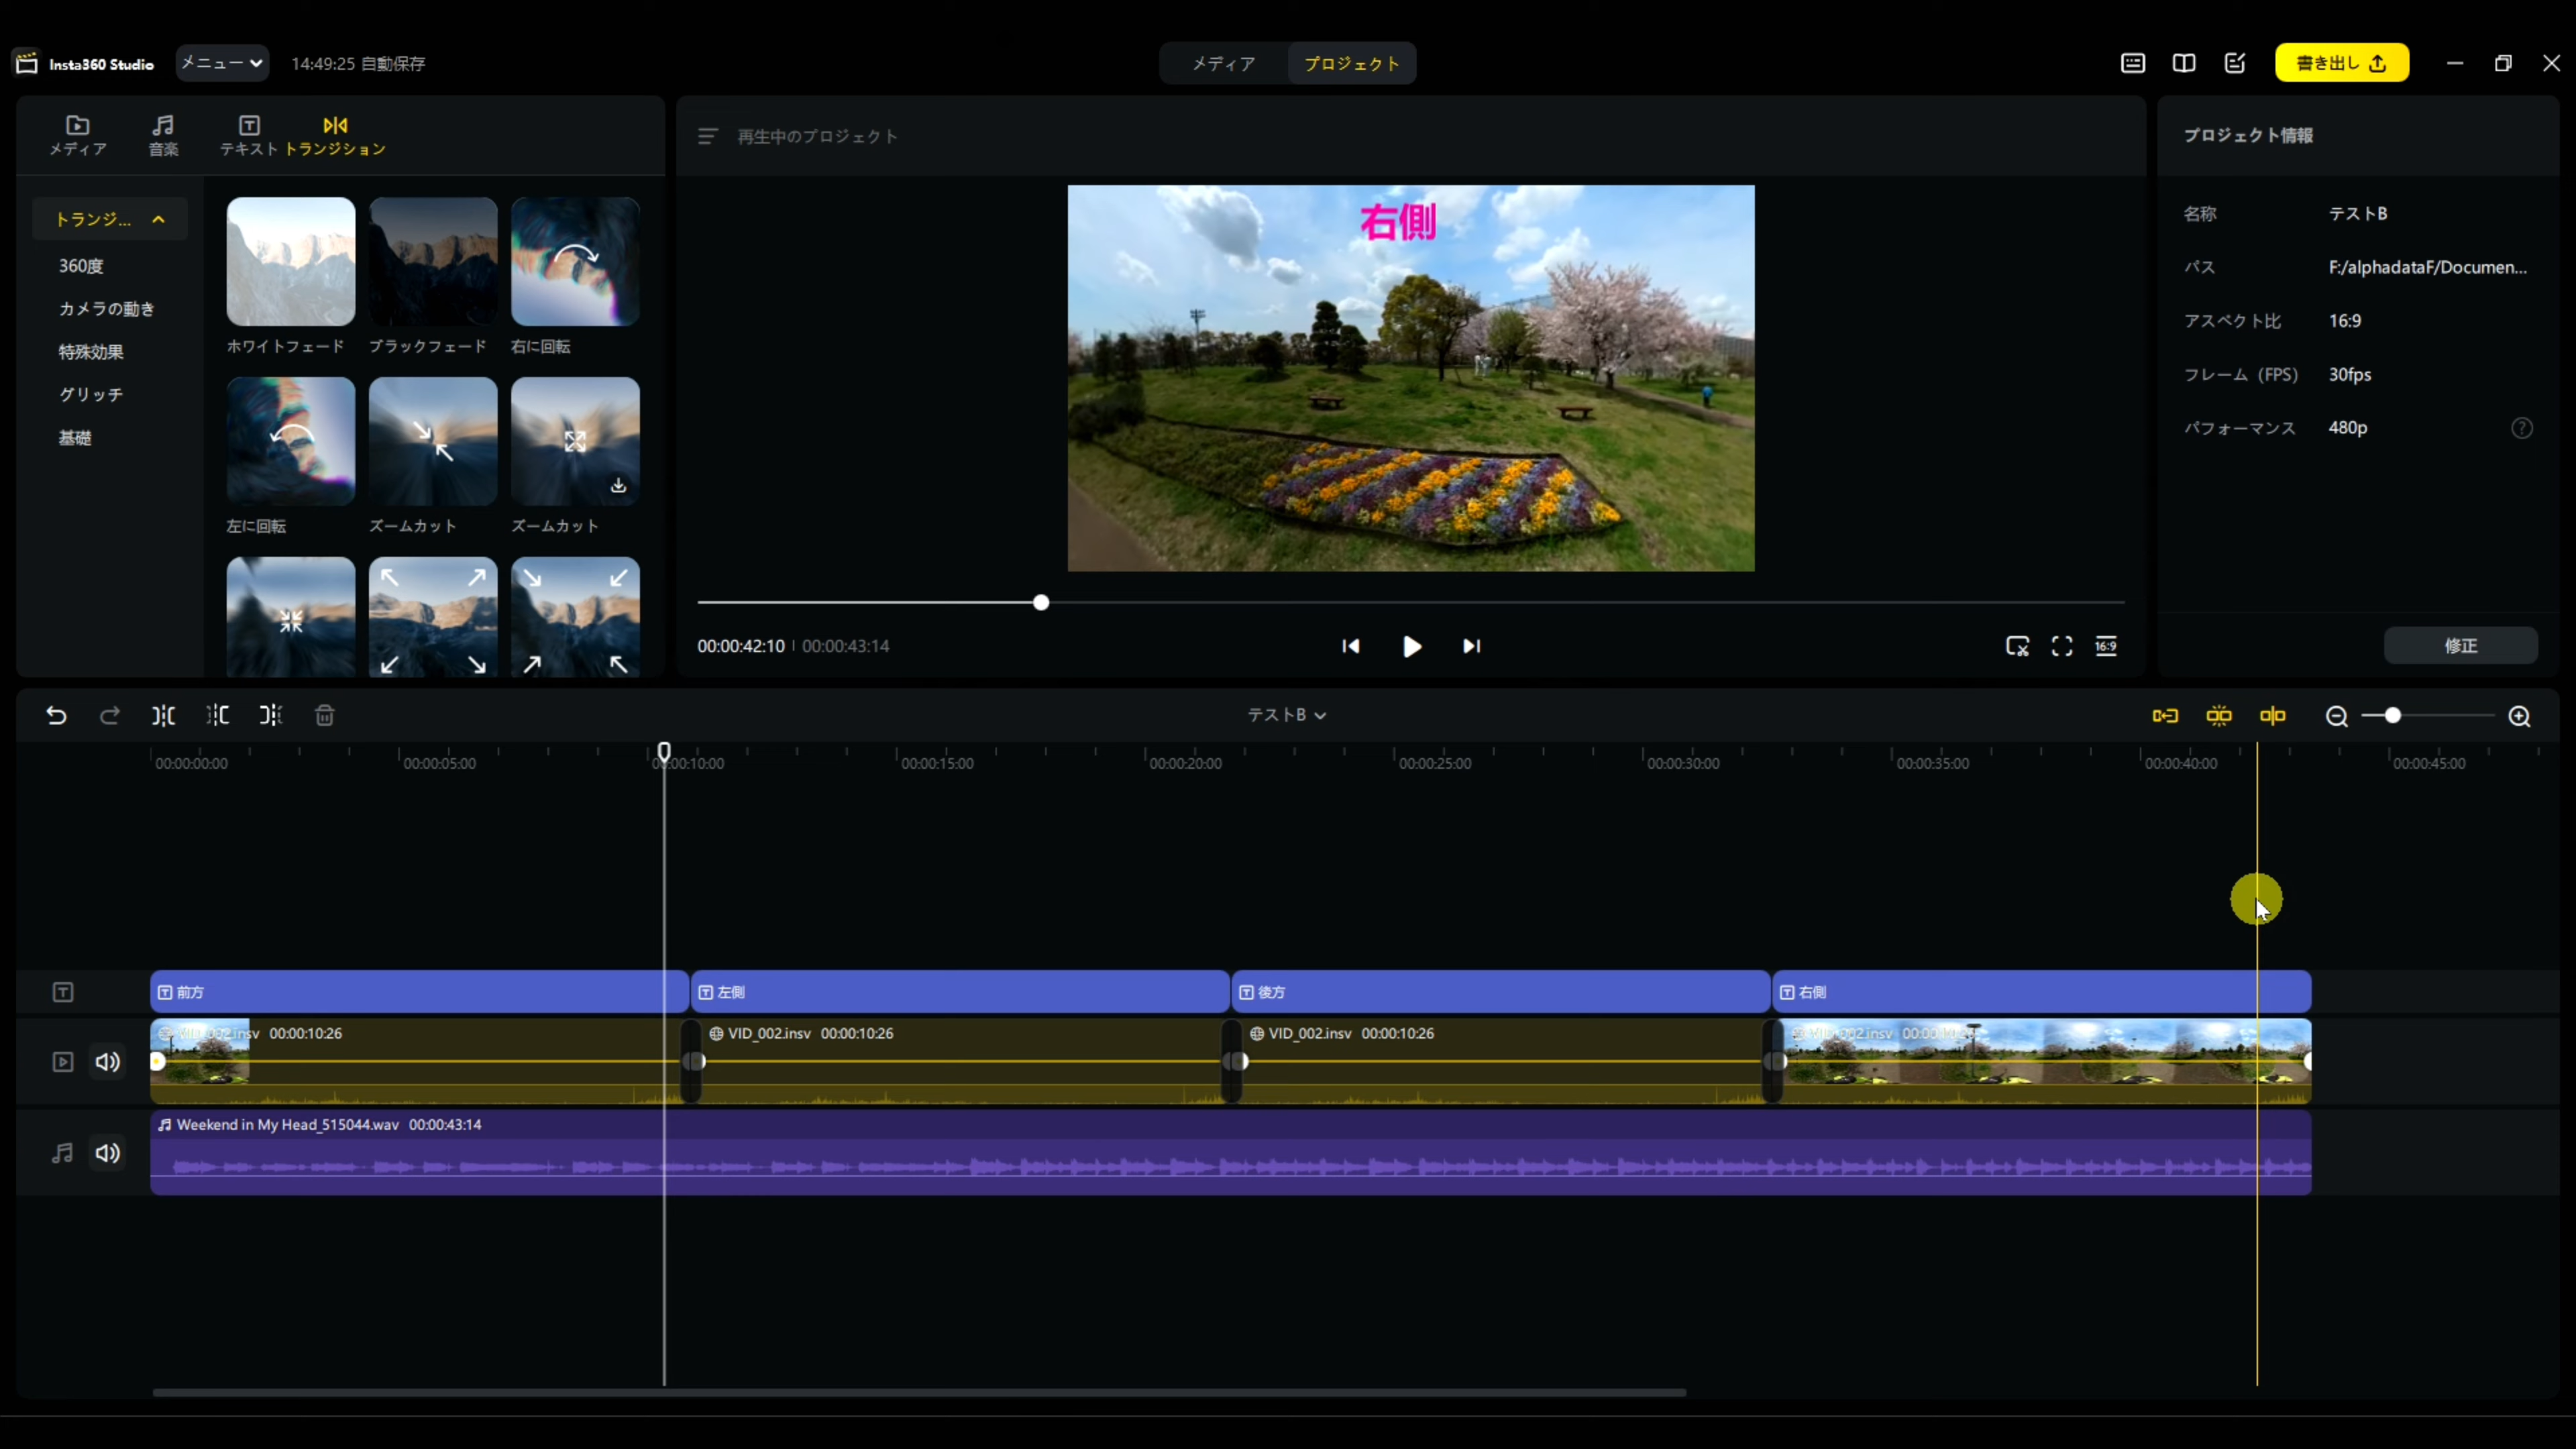 Insta360 Studio
メニュー
14:49:25 自動保存
メディア
プロジェクト
書き出し
メディア
音楽
テキスト
トランジション
トランジ...
360度
カメラの動き
特殊効果
グリッチ
基礎
ホワイトフェード
ブラックフェード
右に回転
左に回転
ズームカット
ズームカット
再生中のプロジェクト
右側
00:00:42:10 | 00:00:43:14
16:9
プロジェクト情報
名称 テストB
パス F:/alphadataF/Documen...
アスペクト比 16:9
フレーム（FPS） 30fps
パフォーマンス 480p
修正
テストB
00:00:00:00
00:00:05:00
00:00:10:00
00:00:15:00
00:00:20:00
00:00:25:00
00:00:30:00
00:00:35:00
00:00:40:00
00:00:45:00
前方
左側
後方
右側
VID_002.insv 00:00:10:26
VID_002.insv 00:00:10:26
VID_002.insv 00:00:10:26
VID_002.insv 00:00:10:26
Weekend in My Head_515044.wav 00:00:43:14